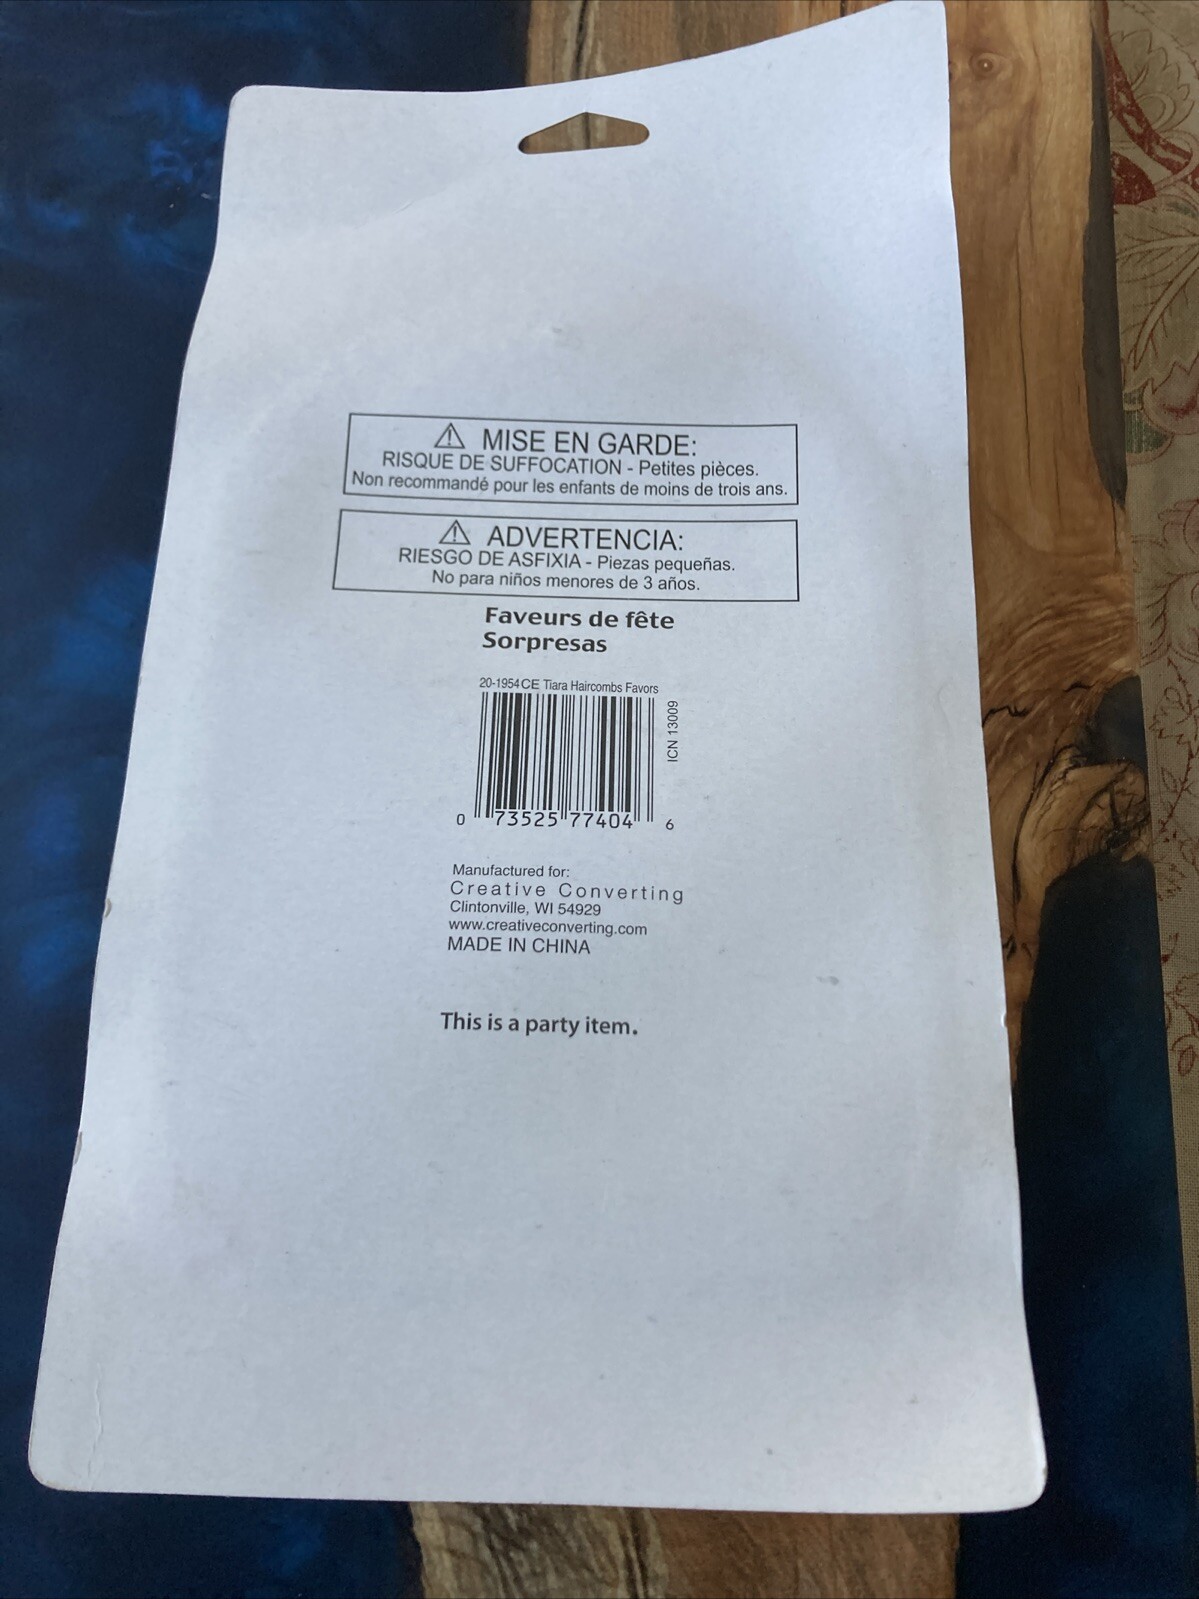 ⚠ MISE EN GARDE:
RISQUE DE SUFFOCATION - Petites pièces.
Non recommandé pour les enfants de moins de trois ans.
⚠ ADVERTENCIA:
RIESGO DE ASFIXIA - Piezas pequeñas.
No para niños menores de 3 años.
Faveurs de fête
Sorpresas
20-1954CE Tiara Haircombs Favors
ICN 13009
0 73525 77404 6
Manufactured for:
Creative Converting
Clintonville, WI 54929
www.creativeconverting.com
MADE IN CHINA
This is a party item.